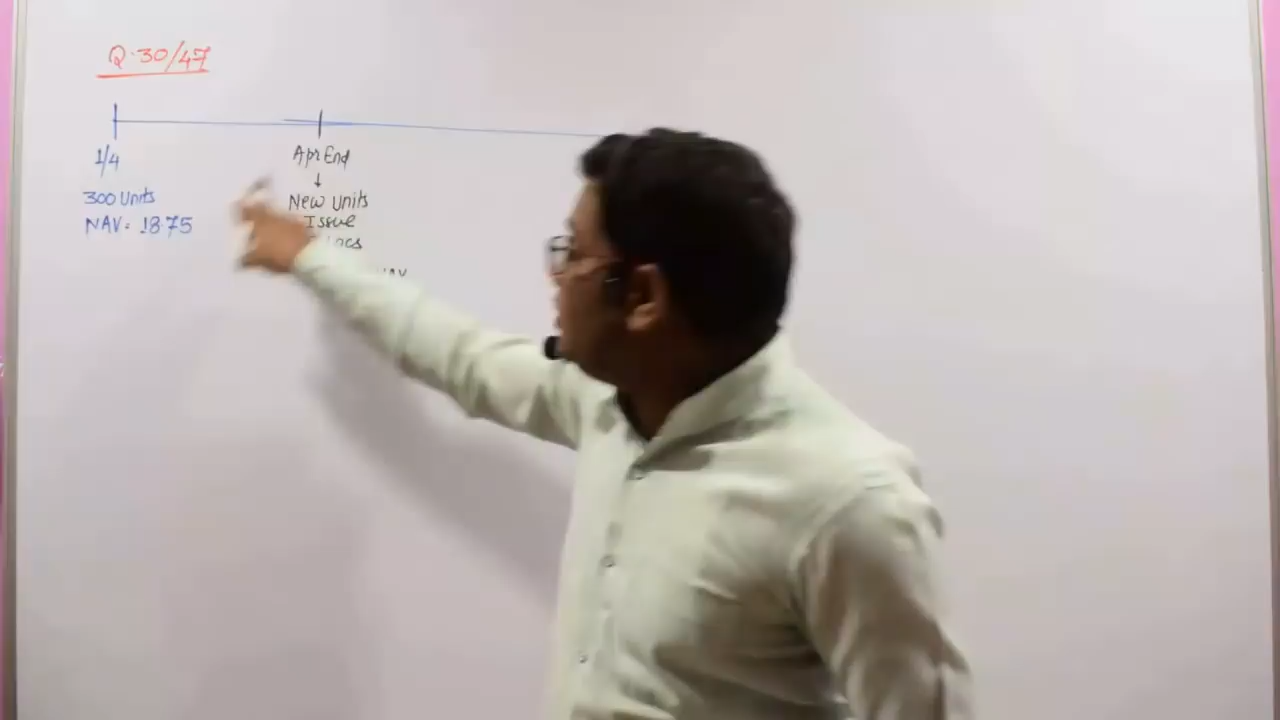 Q.30/47
1/4
300 Units
NAV = 18.75
Apr End
↓
New Units
Issue